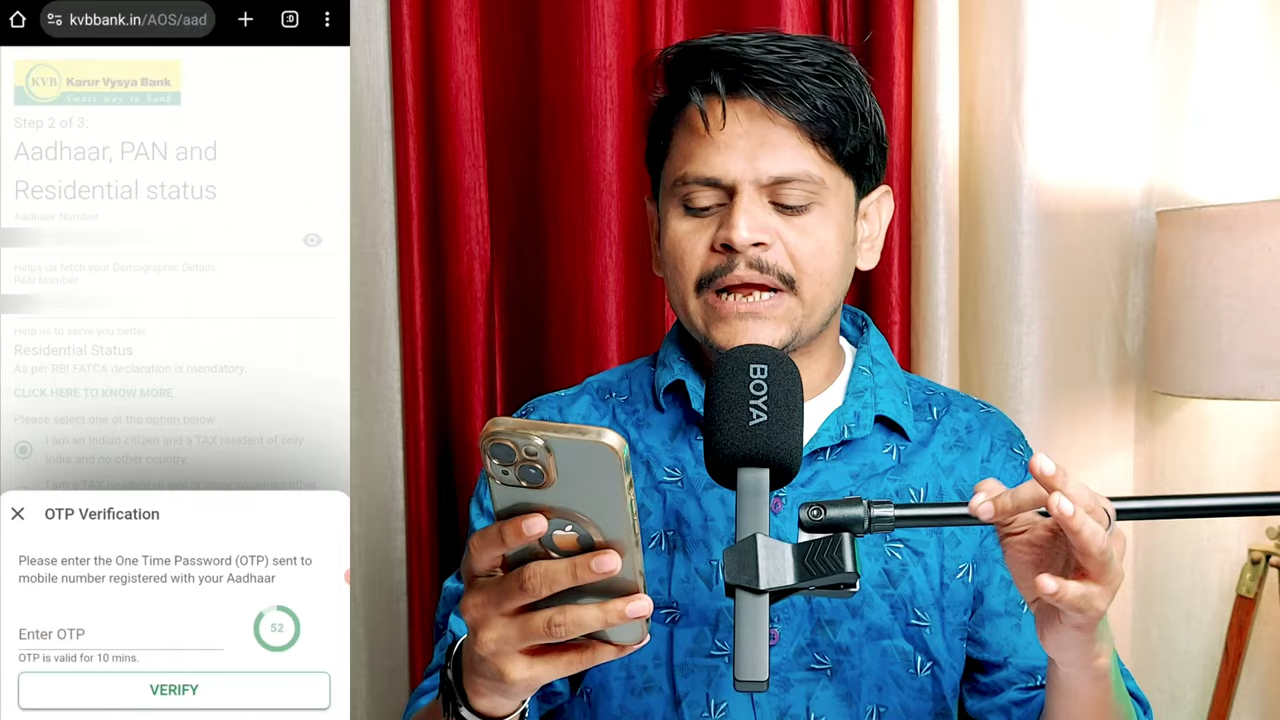 kvbbank.in/AOS/aad
:D
KVB Karur Vysya Bank
Smart way to bank
Step 2 of 3:
Aadhaar, PAN and
Residential status
Aadhaar Number
Helps us fetch your Demographic Details
PAN Number
Help us to serve you better
Residential Status
As per RBI FATCA declaration is mandatory.
CLICK HERE TO KNOW MORE
Please select one of the option below
I am an Indian citizen and a TAX resident of only
India and no other country.
OTP Verification
Please enter the One Time Password (OTP) sent to
mobile number registered with your Aadhaar
Enter OTP
52
OTP is valid for 10 mins.
VERIFY
BOYA